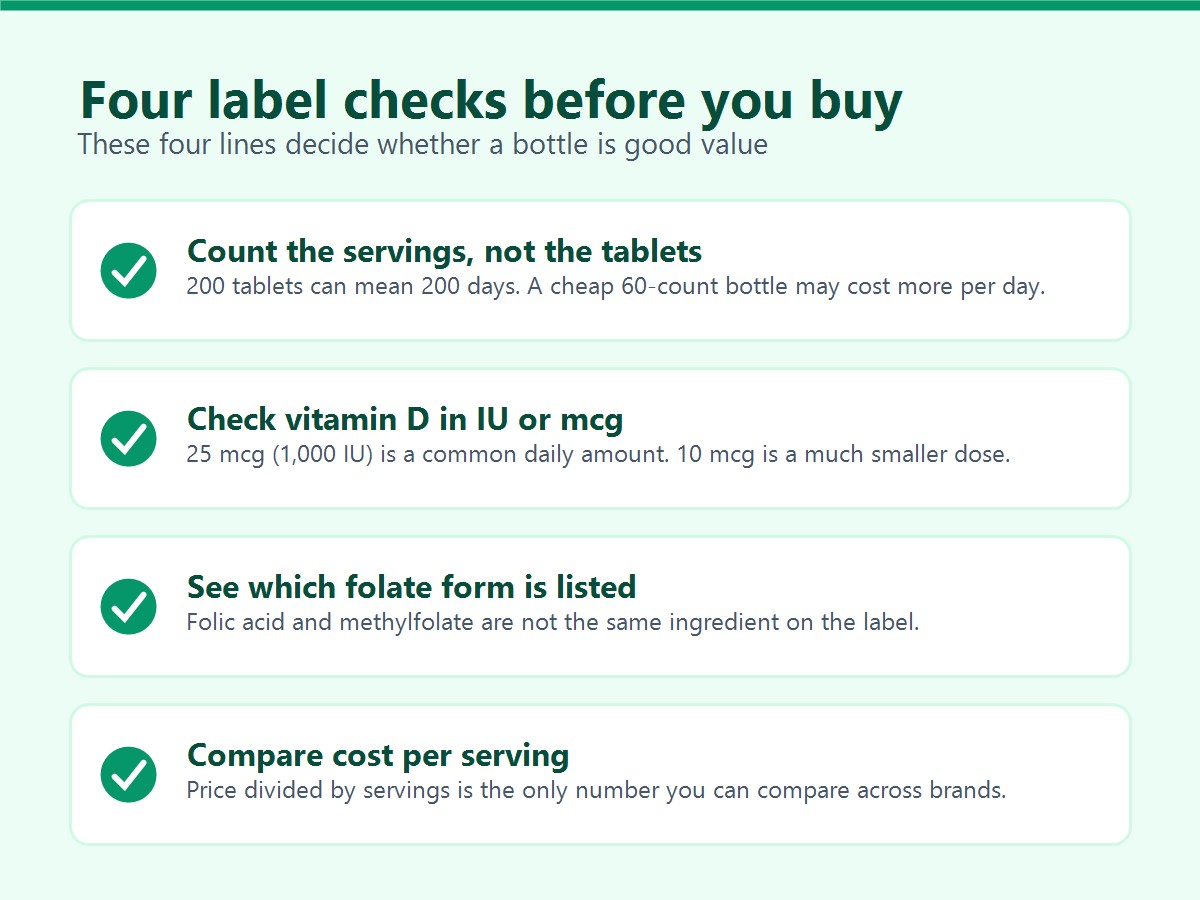 Four label checks before you buy
These four lines decide whether a bottle is good value
Count the servings, not the tablets
200 tablets can mean 200 days. A cheap 60-count bottle may cost more per day.
Check vitamin D in IU or mcg
25 mcg (1,000 IU) is a common daily amount. 10 mcg is a much smaller dose.
See which folate form is listed
Folic acid and methylfolate are not the same ingredient on the label.
Compare cost per serving
Price divided by servings is the only number you can compare across brands.